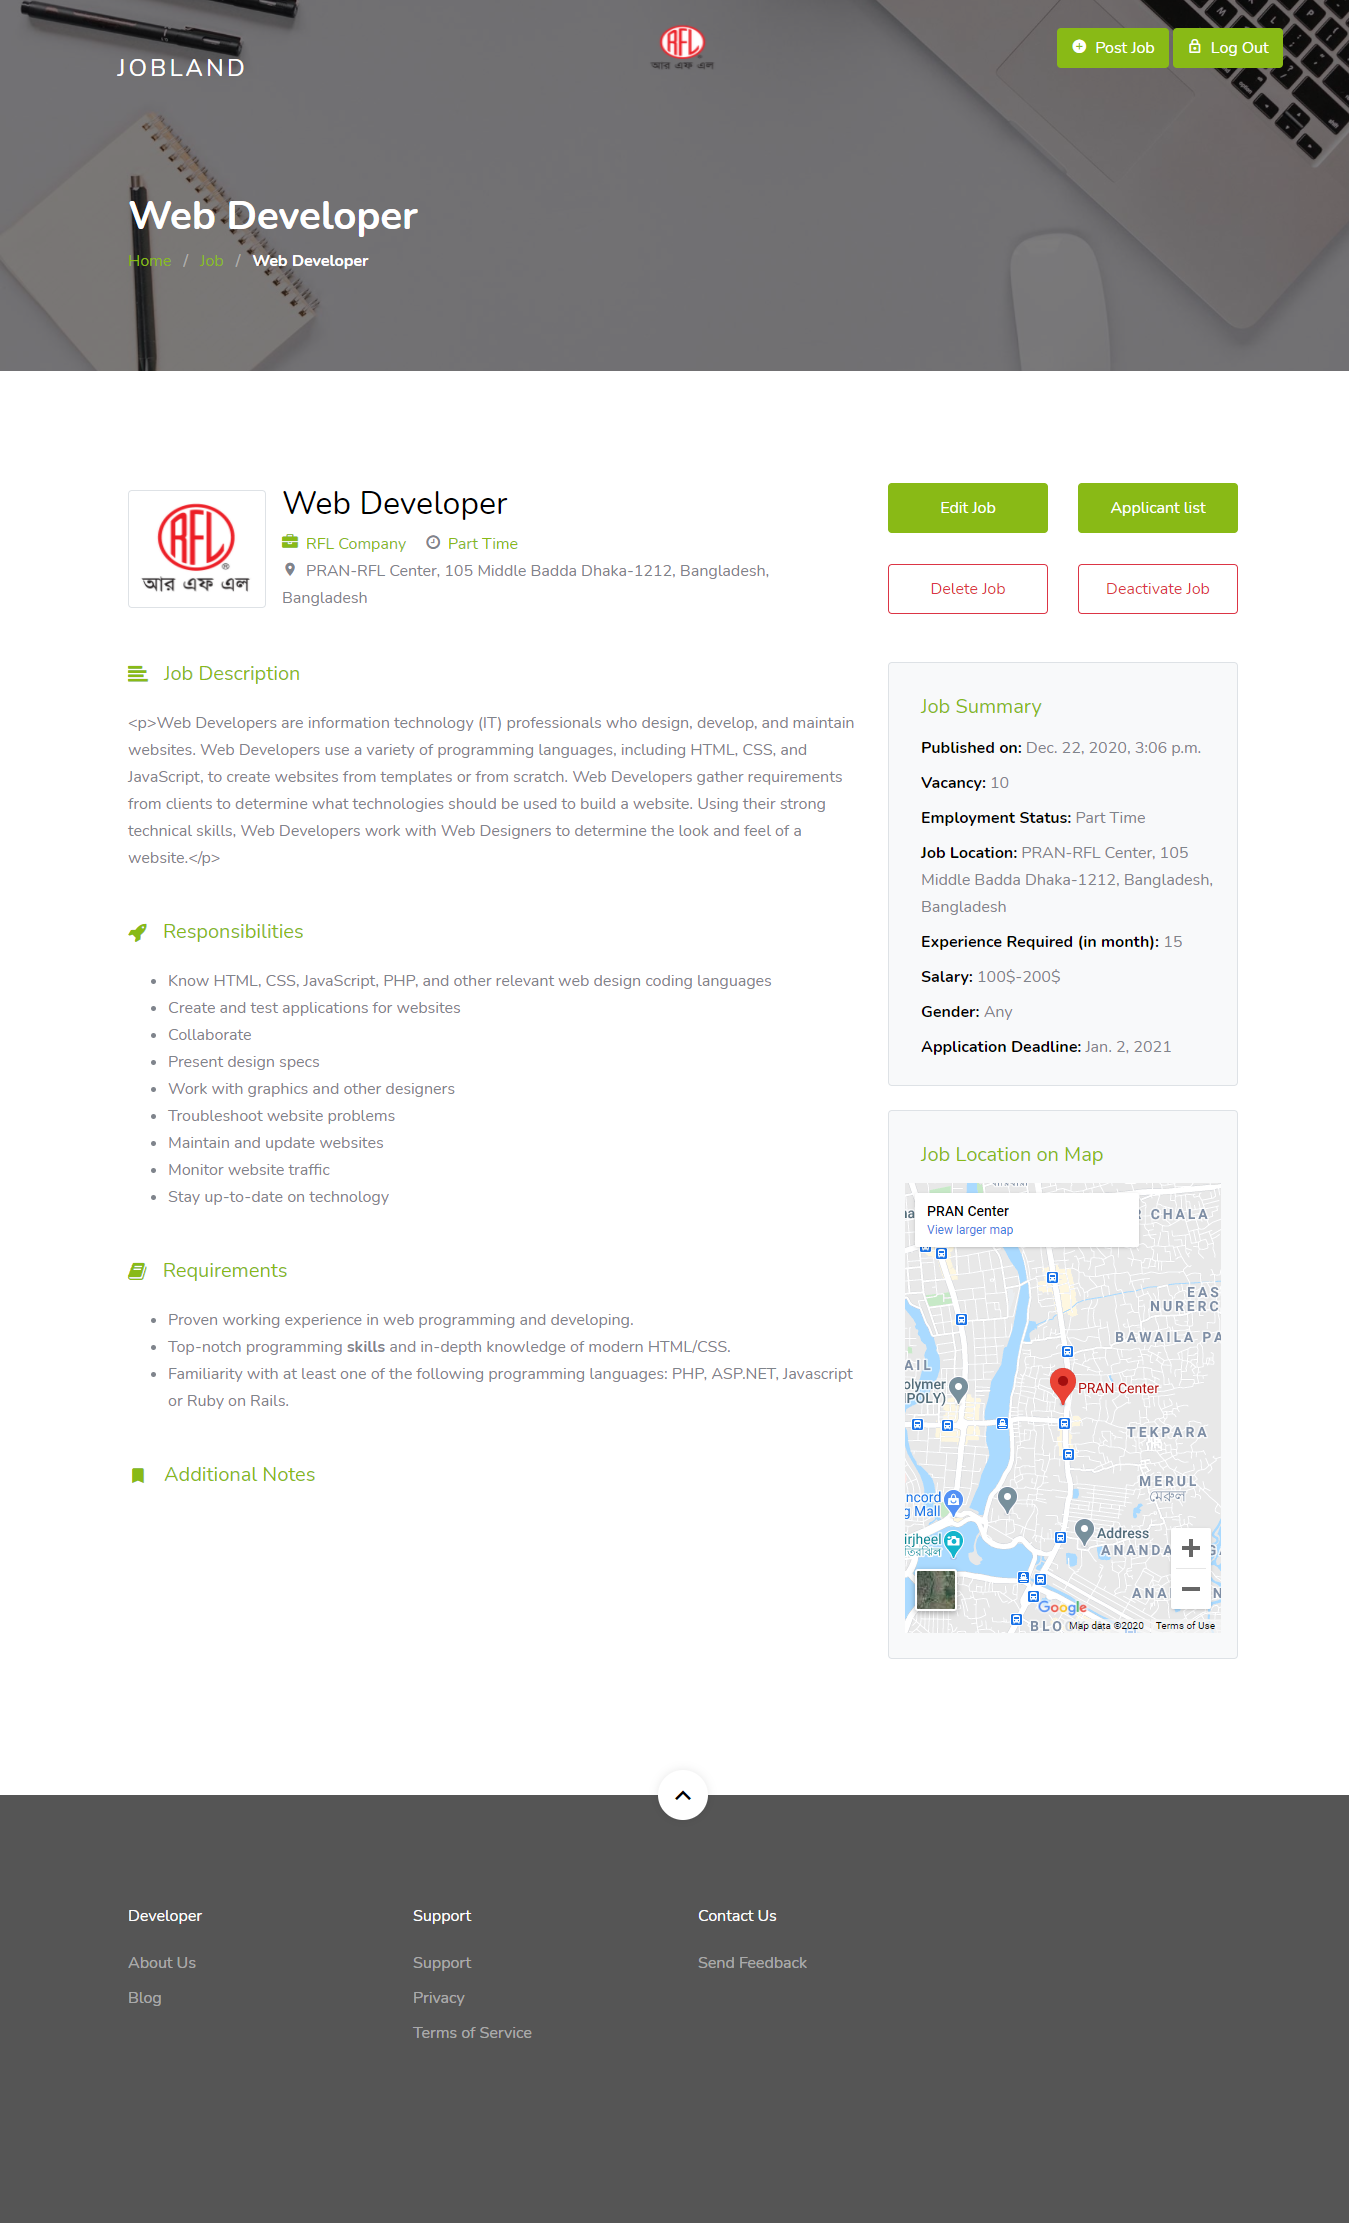 JOBLAND
RFL
আর এফ এল
Post Job
Log Out
Web Developer
Home / Job / Web Developer
RFL
®
আর এফ এল
Web Developer
RFL Company Part Time
PRAN-RFL Center, 105 Middle Badda Dhaka-1212, Bangladesh,
Bangladesh
Edit Job
Applicant list
Delete Job
Deactivate Job
Job Description
<p>Web Developers are information technology (IT) professionals who design, develop, and maintain
websites. Web Developers use a variety of programming languages, including HTML, CSS, and
JavaScript, to create websites from templates or from scratch. Web Developers gather requirements
from clients to determine what technologies should be used to build a website. Using their strong
technical skills, Web Developers work with Web Designers to determine the look and feel of a
website.</p>
Responsibilities
Know HTML, CSS, JavaScript, PHP, and other relevant web design coding languages
Create and test applications for websites
Collaborate
Present design specs
Work with graphics and other designers
Troubleshoot website problems
Maintain and update websites
Monitor website traffic
Stay up-to-date on technology
Requirements
Proven working experience in web programming and developing.
Top-notch programming skills and in-depth knowledge of modern HTML/CSS.
Familiarity with at least one of the following programming languages: PHP, ASP.NET, Javascript
or Ruby on Rails.
Additional Notes
Job Summary
Published on: Dec. 22, 2020, 3:06 p.m.
Vacancy: 10
Employment Status: Part Time
Job Location: PRAN-RFL Center, 105
Middle Badda Dhaka-1212, Bangladesh,
Bangladesh
Experience Required (in month): 15
Salary: 100$-200$
Gender: Any
Application Deadline: Jan. 2, 2021
Job Location on Map
PRAN Center
View larger map
CHALA
EAS
NURERC
BAWAILA PA
AIL
olymer
POLY)
PRAN Center
TEKPARA
MERUL
মেরুল
ncord
g Mall
Address
irjheel
তিরঝিল
ANANDA
ANA
Google
BLO
Map data ©2020
Terms of Use
Developer
About Us
Blog
Support
Support
Privacy
Terms of Service
Contact Us
Send Feedback